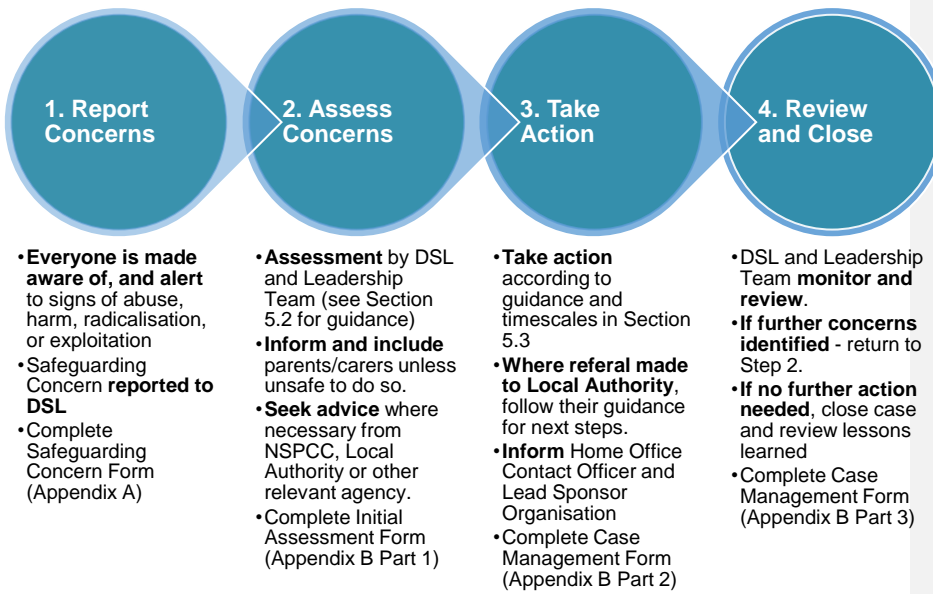 1. Report
Concerns
2. Assess
Concerns
3. Take
Action
4. Review
and Close
•Everyone is made
aware of, and alert
to signs of abuse,
harm, radicalisation,
or exploitation
•Safeguarding
Concern reported to
DSL
•Complete
Safeguarding
Concern Form
(Appendix A)
•Assessment by DSL
and Leadership
Team (see Section
5.2 for guidance)
•Inform and include
parents/carers unless
unsafe to do so.
•Seek advice where
necessary from
NSPCC, Local
Authority or other
relevant agency.
•Complete Initial
Assessment Form
(Appendix B Part 1)
•Take action
according to
guidance and
timescales in Section
5.3
•Where referral made
to Local Authority,
follow their guidance
for next steps.
•Inform Home Office
Contact Officer and
Lead Sponsor
Organisation
•Complete Case
Management Form
(Appendix B Part 2)
•DSL and Leadership
Team monitor and
review.
•If further concerns
identified - return to
Step 2.
•If no further action
needed, close case
and review lessons
learned
•Complete Case
Management Form
(Appendix B Part 3)